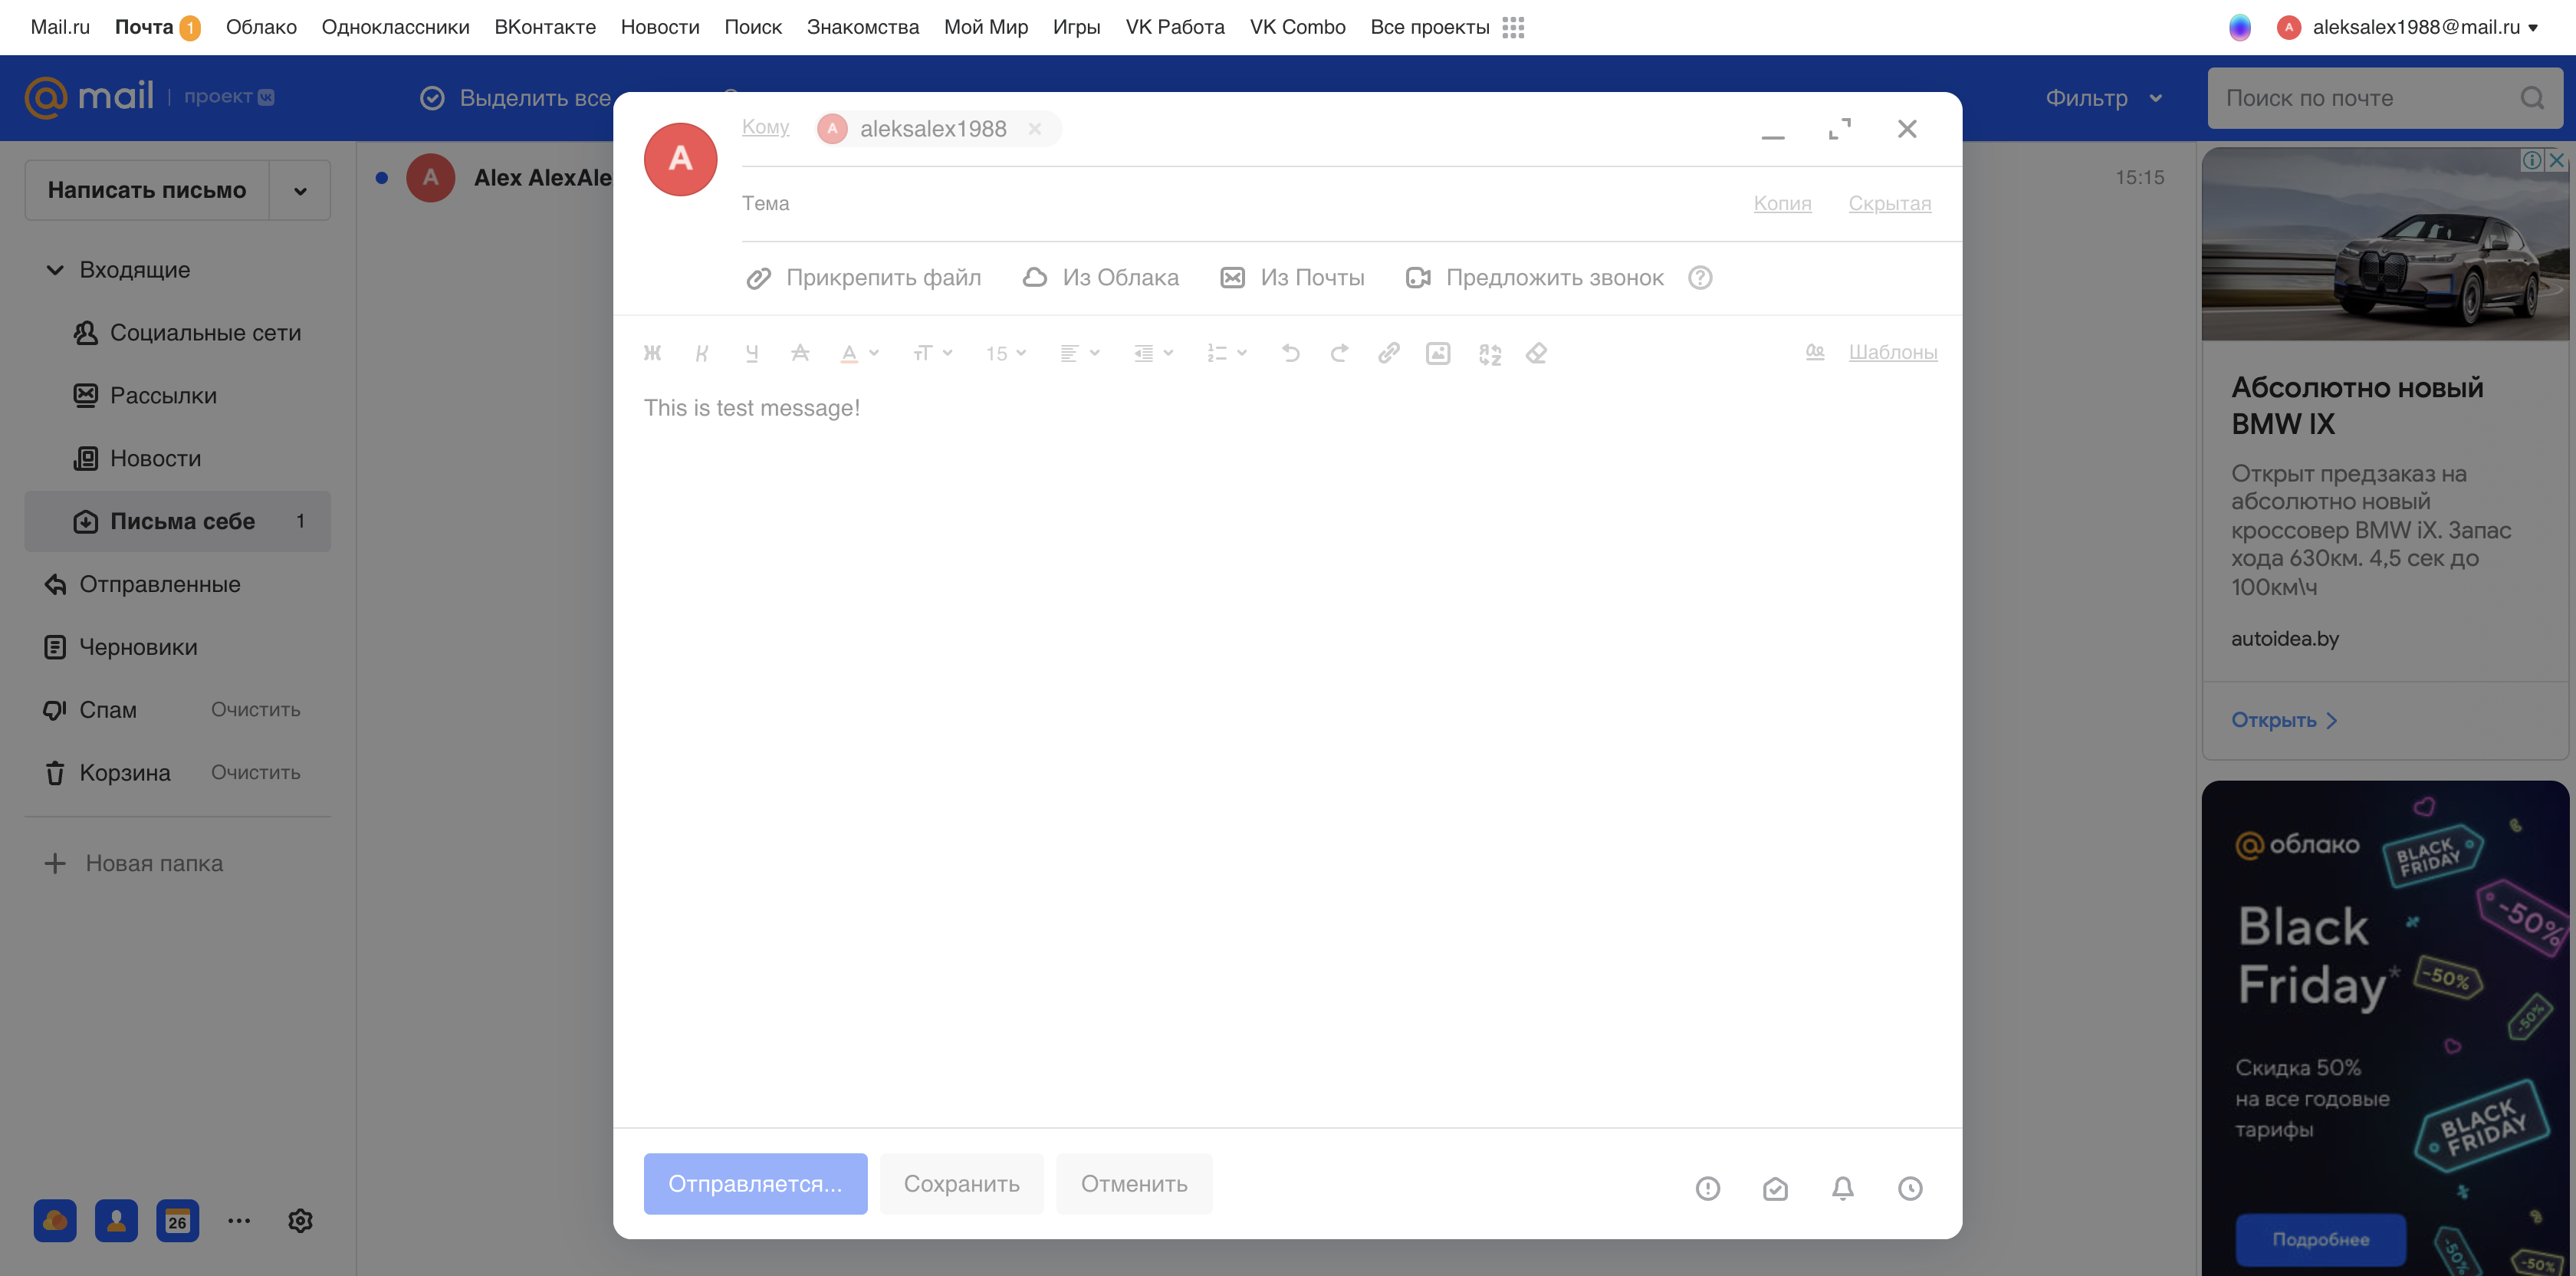 Mail.ru Почта 1 Облако Одноклассники ВКонтакте Новости Поиск Знакомства Мой Мир Игры VK Работа VK Combo Все проекты A aleksalex1988@mail.ru
@mail проект
Выделить все
Фильтр
Поиск по почте
Написать письмо
Входящие
Социальные сети
Рассылки
Новости
Письма себе 1
Отправленные
Черновики
Спам Очистить
Корзина Очистить
Новая папка
26
A Alex AlexAle
15:15
A
Кому A aleksalex1988
Тема Копия Скрытая
Прикрепить файл Из Облака Из Почты Предложить звонок
Ж К Ч A A тТ 15 Шаблоны
This is test message!
Отправляется... Сохранить Отменить
Абсолютно новый
BMW IX
Открыт предзаказ на
абсолютно новый
кроссовер BMW iX. Запас
хода 630км. 4,5 сек до
100км\ч
autoidea.by
Открыть
@ облако
BLACK
FRIDAY
-50%
Black
Friday*
-50%
-50%
Скидка 50%
на все годовые
тарифы
BLACK
FRIDAY
Подробнее
-50%
-50%